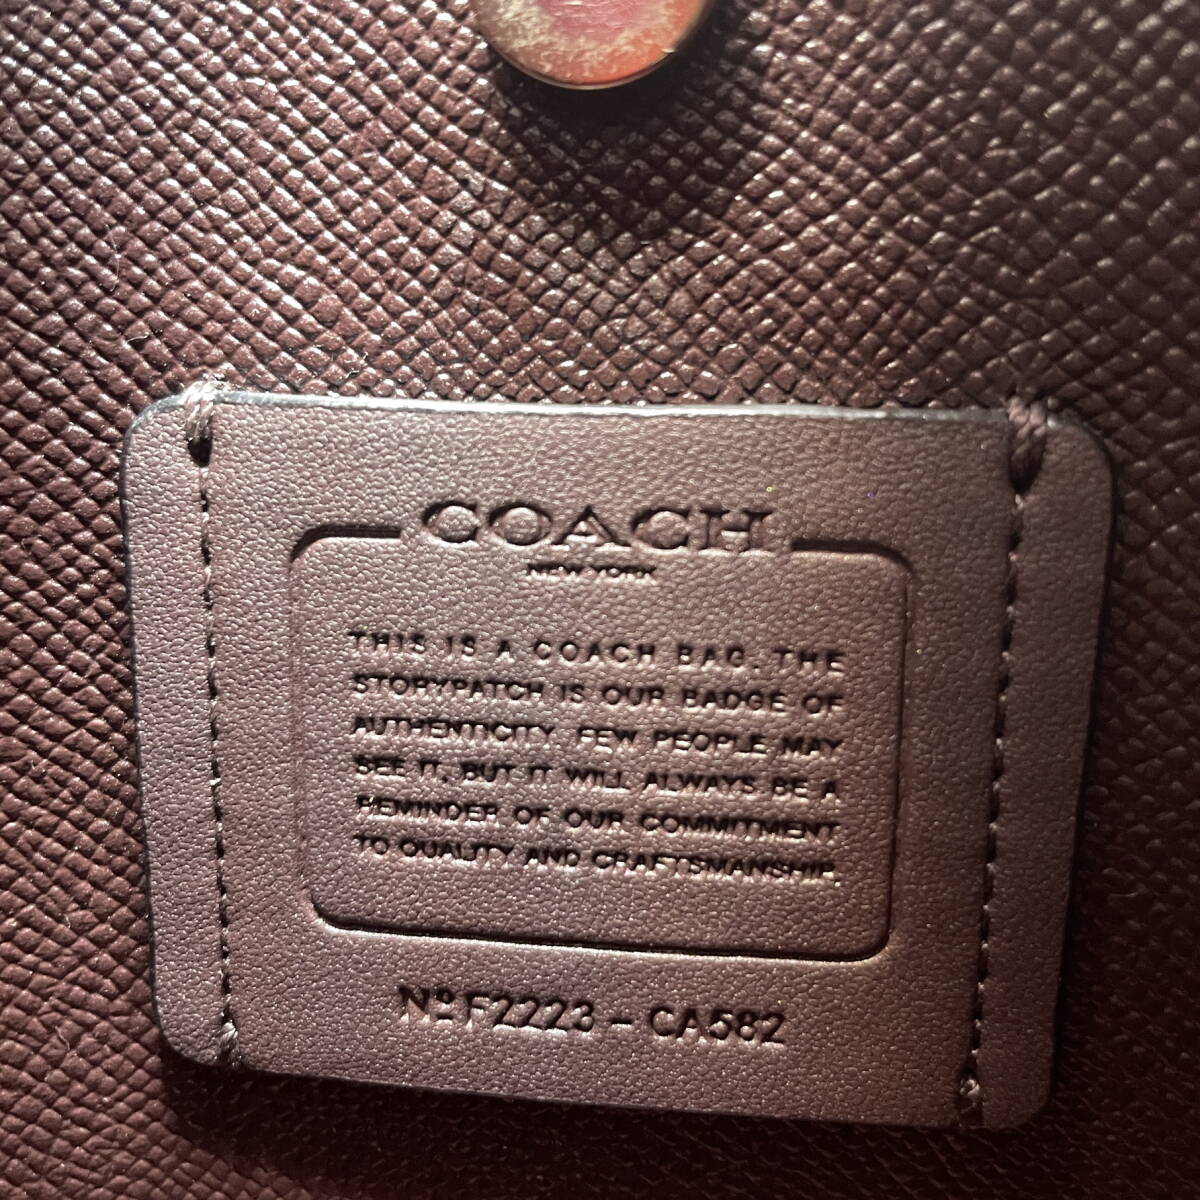 COACH
NEW YORK
THIS IS A COACH BAG. THE
STORYPATCH IS OUR BADGE OF
AUTHENTICITY. FEW PEOPLE MAY
SEE IT, BUT IT WILL ALWAYS BE A
REMINDER OF OUR COMMITMENT
TO QUALITY AND CRAFTSMANSHIP.
Nº F2223 - CA582